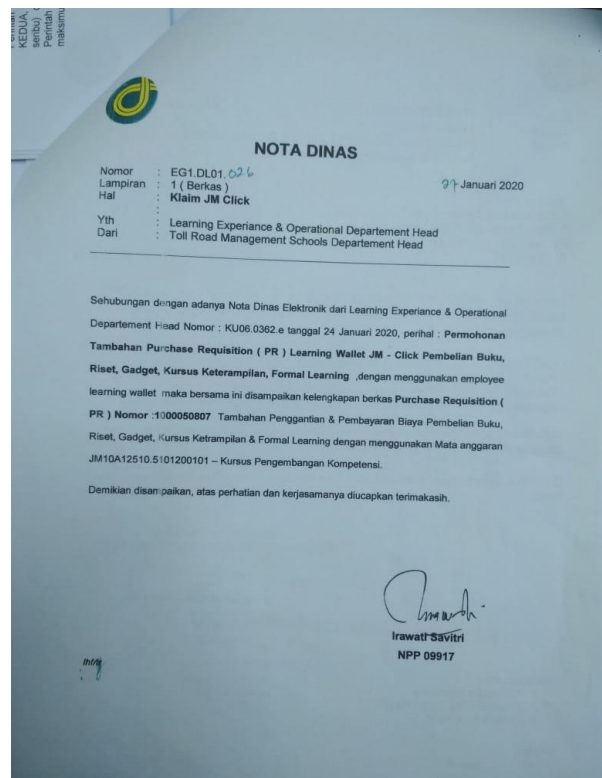 KEDUA,
seribu)
Perintah
maksimu
NOTA DINAS
Nomor : EG1.DL01.026
27 Januari 2020
Lampiran : 1 ( Berkas )
Hal : Klaim JM Click
:
Yth : Learning Experiance & Operational Departement Head
Dari : Toll Road Management Schools Departement Head
Sehubungan dengan adanya Nota Dinas Elektronik dari Learning Experiance & Operational
Departement Head Nomor : KU06.0362.e tanggal 24 Januari 2020, perihal : Permohonan
Tambahan Purchase Requisition ( PR ) Learning Wallet JM - Click Pembelian Buku,
Riset, Gadget, Kursus Keterampilan, Formal Learning ,dengan menggunakan employee
learning wallet maka bersama ini disampaikan kelengkapan berkas Purchase Requisition (
PR ) Nomor :1000050807 Tambahan Penggantian & Pembayaran Biaya Pembelian Buku,
Riset, Gadget, Kursus Ketrampilan & Formal Learning dengan menggunakan Mata anggaran
JM10A12510.5101200101 – Kursus Pengembangan Kompetensi.
Demikian disampaikan, atas perhatian dan kerjasamanya diucapkan terimakasih.
Irawati Savitri
NPP 09917